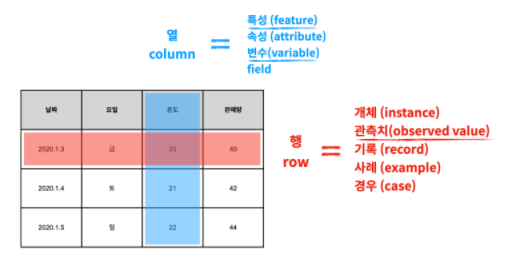 열
column
=
특성 (feature)
속성 (attribute)
변수(variable)
field
날짜 요일 온도 판매량
2020.1.3 금 20 40
2020.1.4 토 21 42
2020.1.5 일 22 44
행
row
=
개체 (instance)
관측치(observed value)
기록 (record)
사례 (example)
경우 (case)